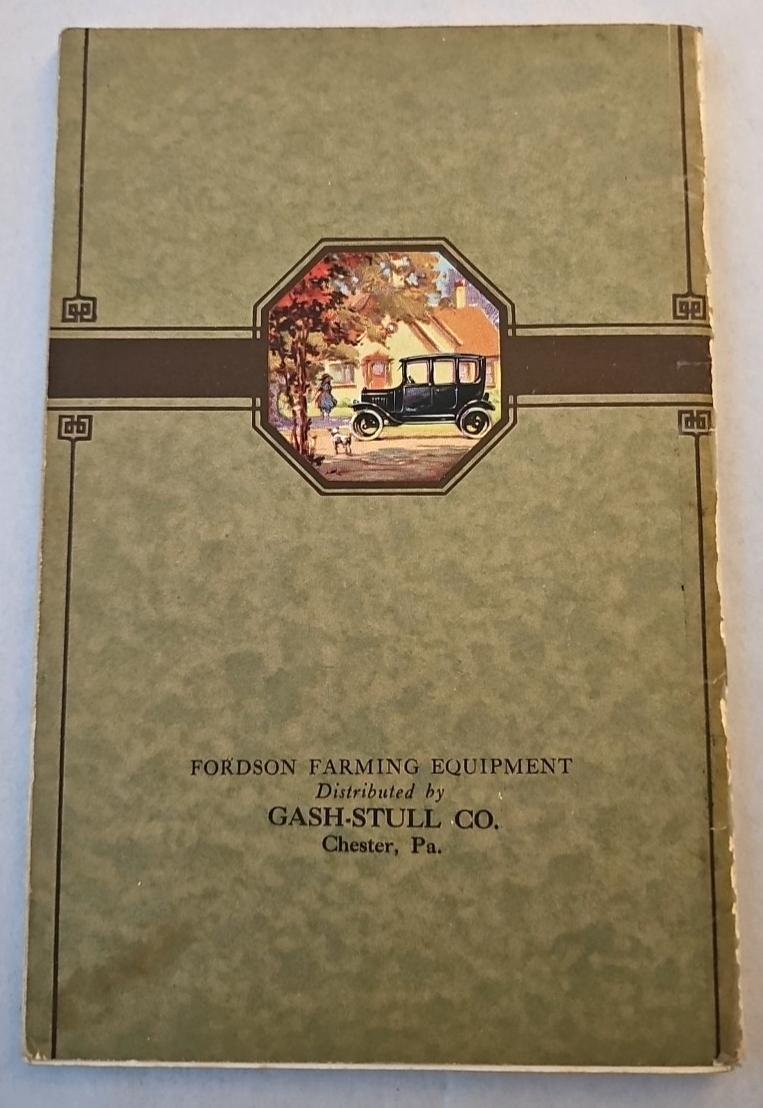 FORDSON FARMING EQUIPMENT
Distributed by
GASH-STULL CO.
Chester, Pa.